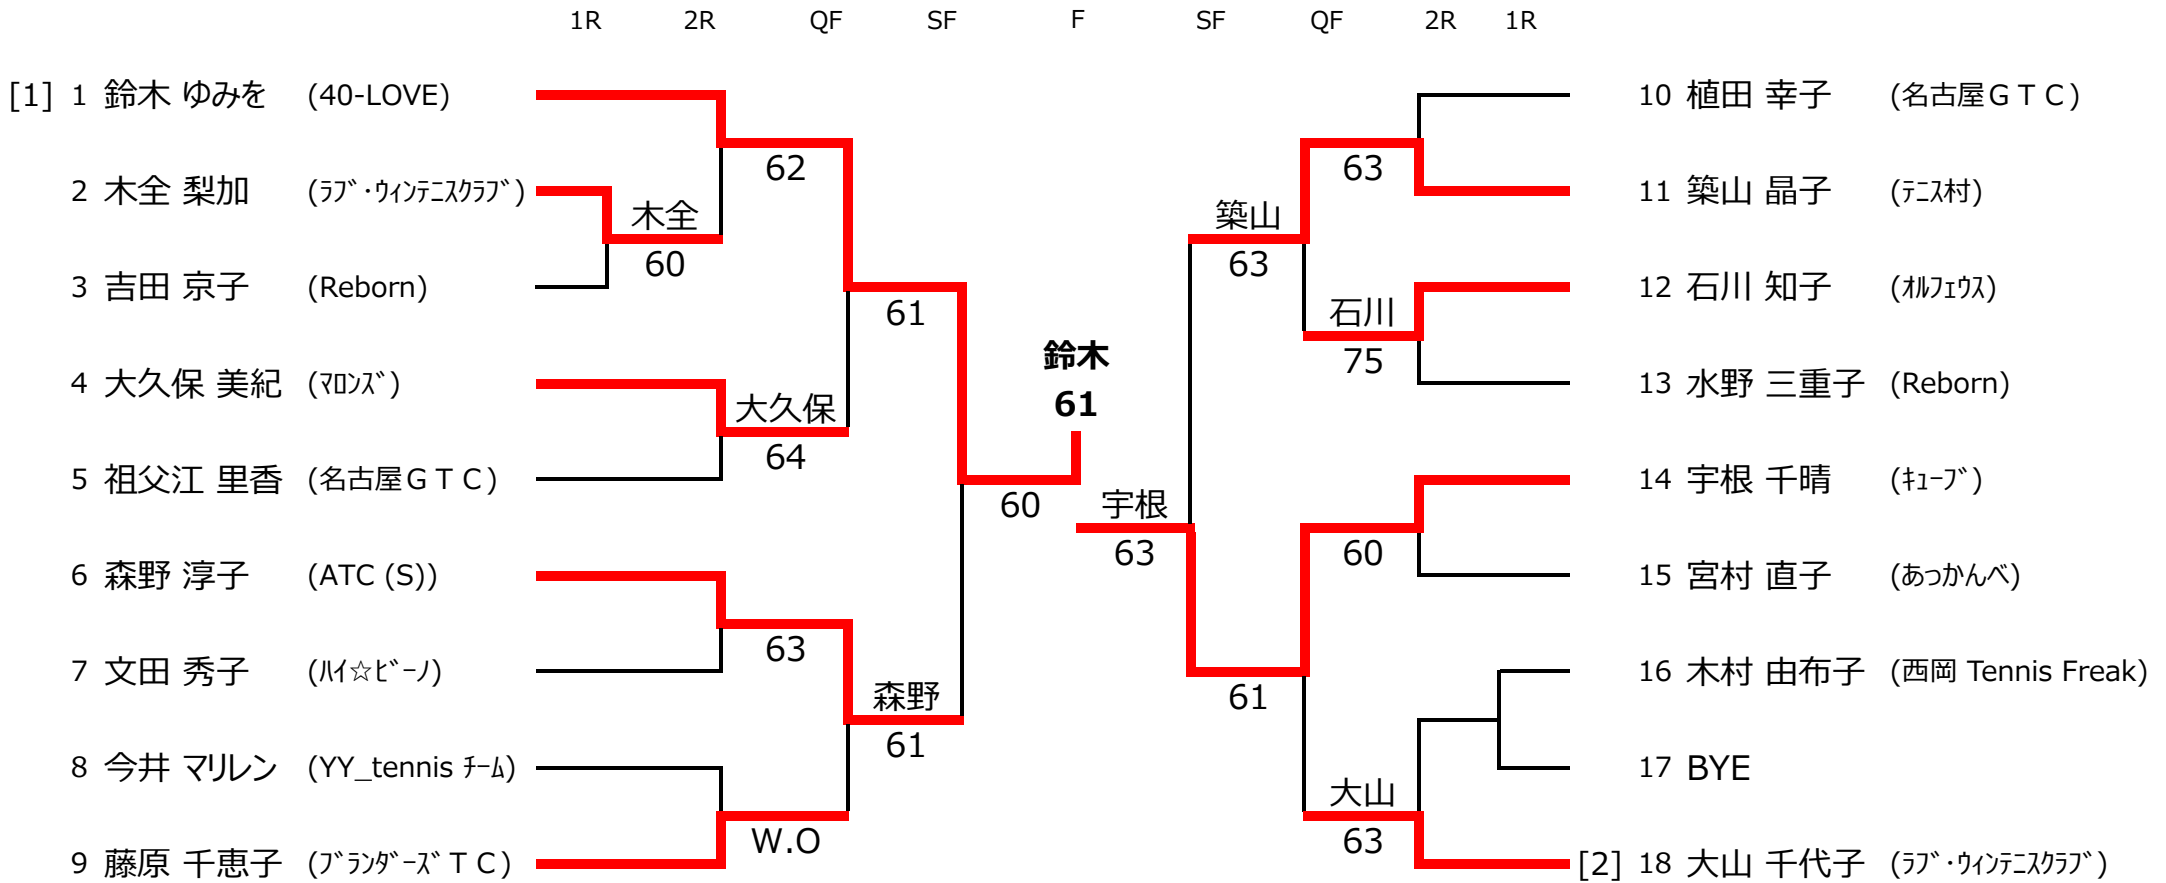 1R 2R QF SF F SF QF 2R 1R
[1] 1 鈴木 ゆみを (40-LOVE)
10 植田 幸子 (名古屋ＧＴＣ)
62
63
2 木全 梨加 (ﾗﾌﾞ･ｳｨﾝﾃﾆｽｸﾗﾌﾞ)
11 築山 晶子 (ﾃﾆｽ村)
木全
築山
60
63
3 吉田 京子 (Reborn)
12 石川 知子 (ｵﾙﾌｪｳｽ)
61
石川
鈴木
75
4 大久保 美紀 (ﾏﾛﾝｽﾞ)
13 水野 三重子 (Reborn)
大久保
61
64
5 祖父江 里香 (名古屋ＧＴＣ)
14 宇根 千晴 (ｷｭｰﾌﾞ)
60
宇根
63
60
6 森野 淳子 (ATC (S))
15 宮村 直子 (あっかんべ)
63
7 文田 秀子 (ﾊｲ☆ﾋﾞｰﾉ)
16 木村 由布子 (西岡 Tennis Freak)
森野
61
61
8 今井 マリレン (YY_tennis ﾁｰﾑ)
17 BYE
大山
W.O
63
9 藤原 千恵子 (ﾌﾞﾗﾝﾀﾞｰｽﾞＴＣ)
[2] 18 大山 千代子 (ﾗﾌﾞ･ｳｨﾝﾃﾆｽｸﾗﾌﾞ)